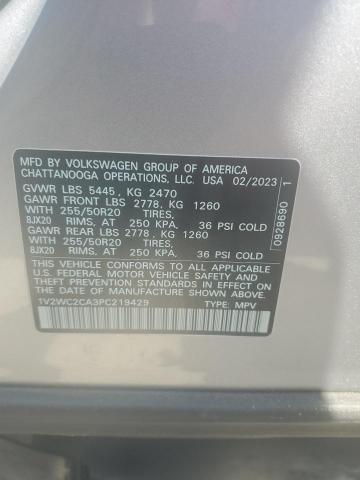 MFD BY VOLKSWAGEN GROUP OF AMERICA
CHATTANOOGA OPERATIONS, LLC. USA 02/2023
GVWR LBS 5445, KG 2470
GAWR FRONT LBS 2778, KG 1260
WITH 255/50R20 TIRES,
8JX20 RIMS, AT 250 KPA. 36 PSI COLD
GAWR REAR LBS 2778, KG 1260
WITH 255/50R20 TIRES,
8JX20 RIMS, AT 250 KPA, 36 PSI COLD
THIS VEHICLE CONFORMS TO ALL APPLICABLE
U.S. FEDERAL MOTOR VEHICLE SAFETY AND
THEFT PREVENTION STANDARDS IN EFFECT ON
THE DATE OF MANUFACTURE SHOWN ABOVE.
1V2WC2CA3PC219429 TYPE: MPV
0928690 1